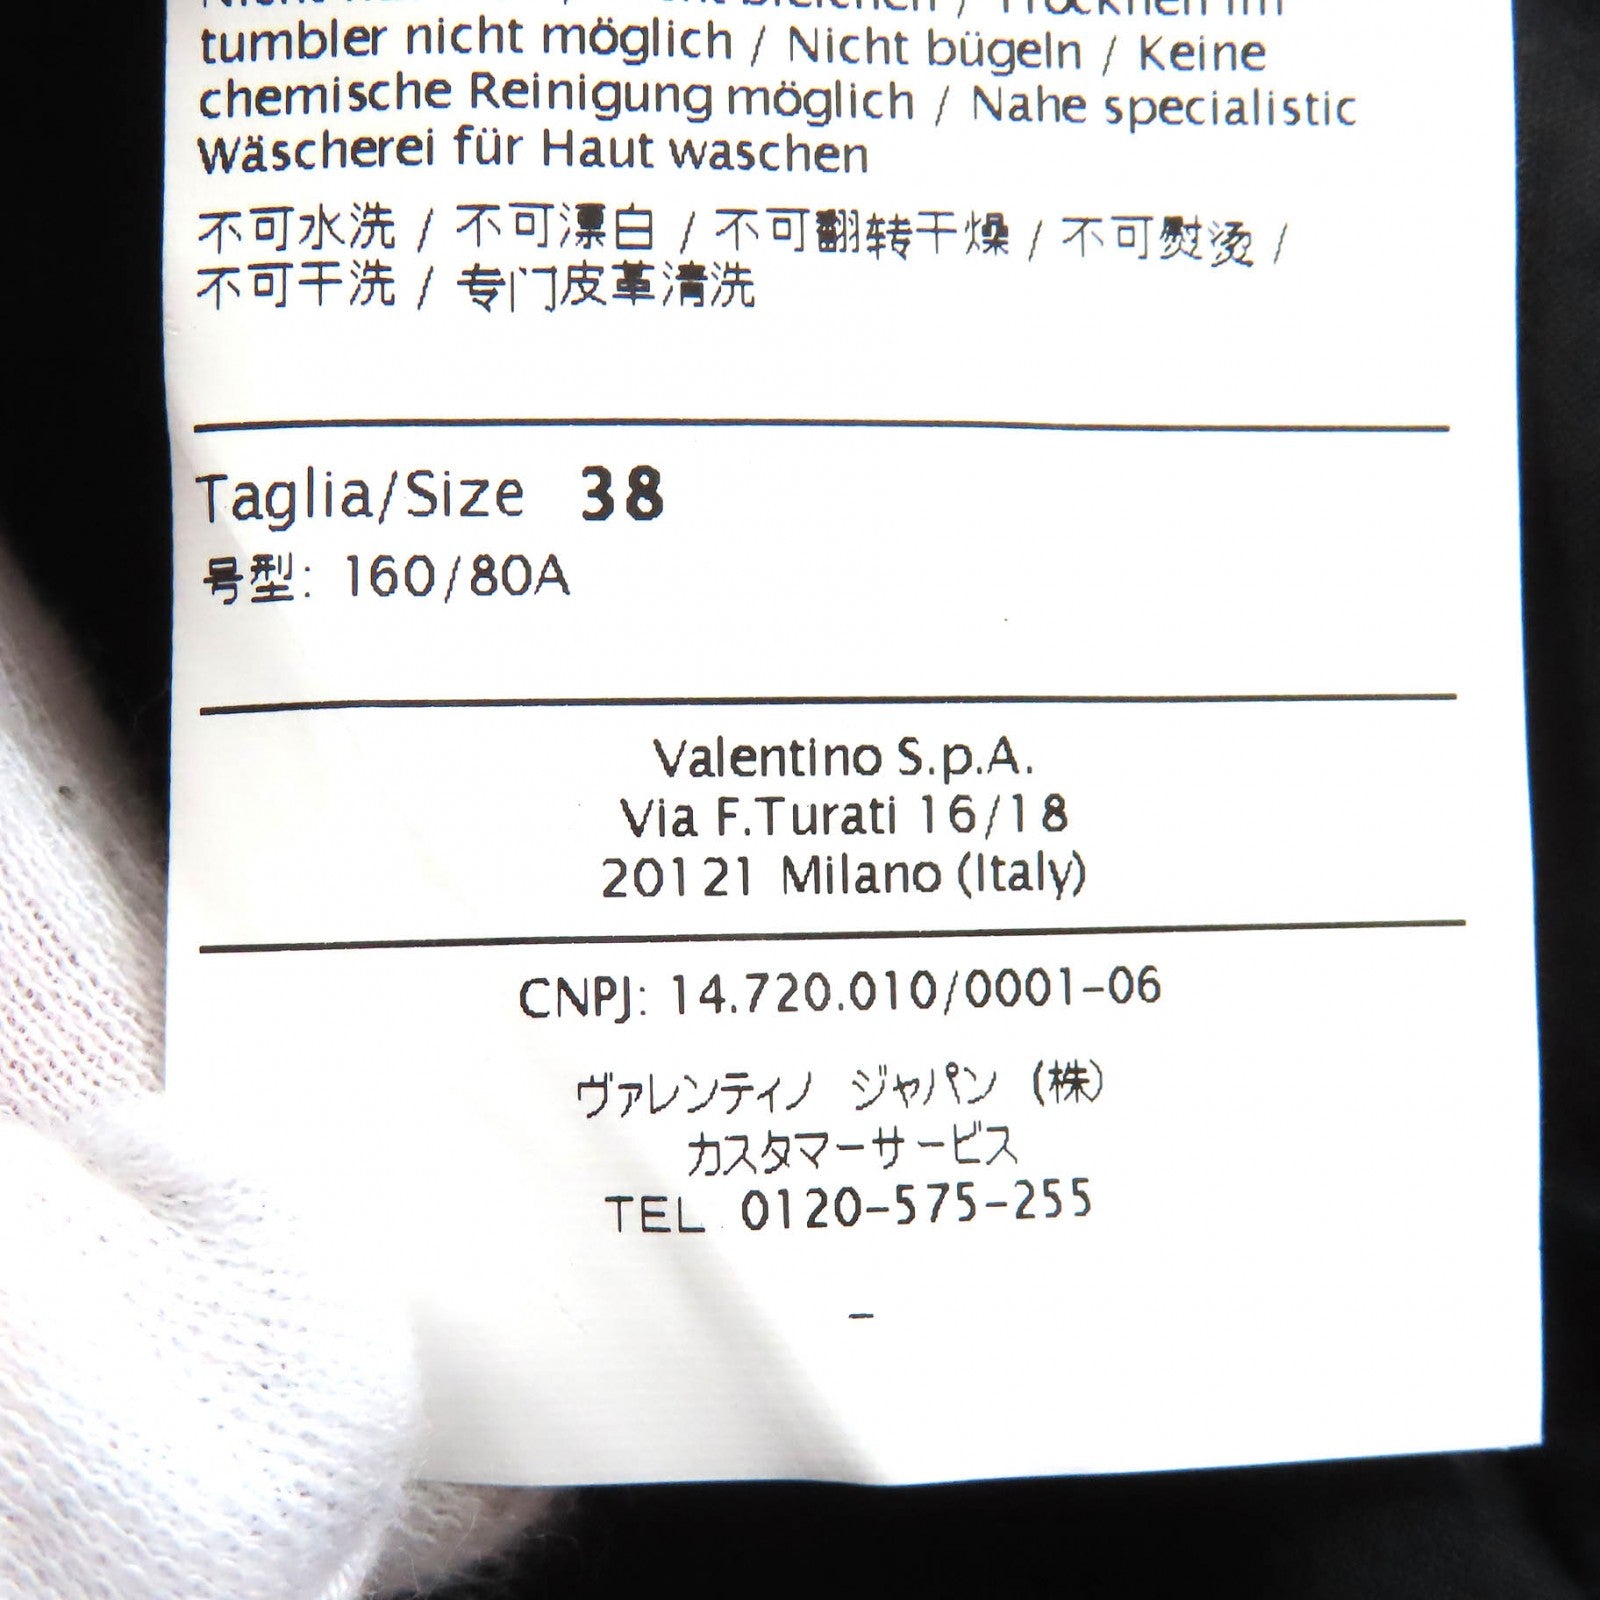 tumbler nicht möglich / Nicht bügeln / Keine
chemische Reinigung möglich / Nahe specialistic
Wäscherei für Haut waschen
不可水洗 / 不可漂白 / 不可翻转干燥 / 不可熨烫 /
不可干洗 / 专门皮革清洗
Taglia/Size 38
号型: 160/80A
Valentino S.p.A.
Via F.Turati 16/18
20121 Milano (Italy)
CNPJ: 14.720.010/0001-06
ヴァレンティノ ジャパン (株)
カスタマーサービス
TEL 0120-575-255
-